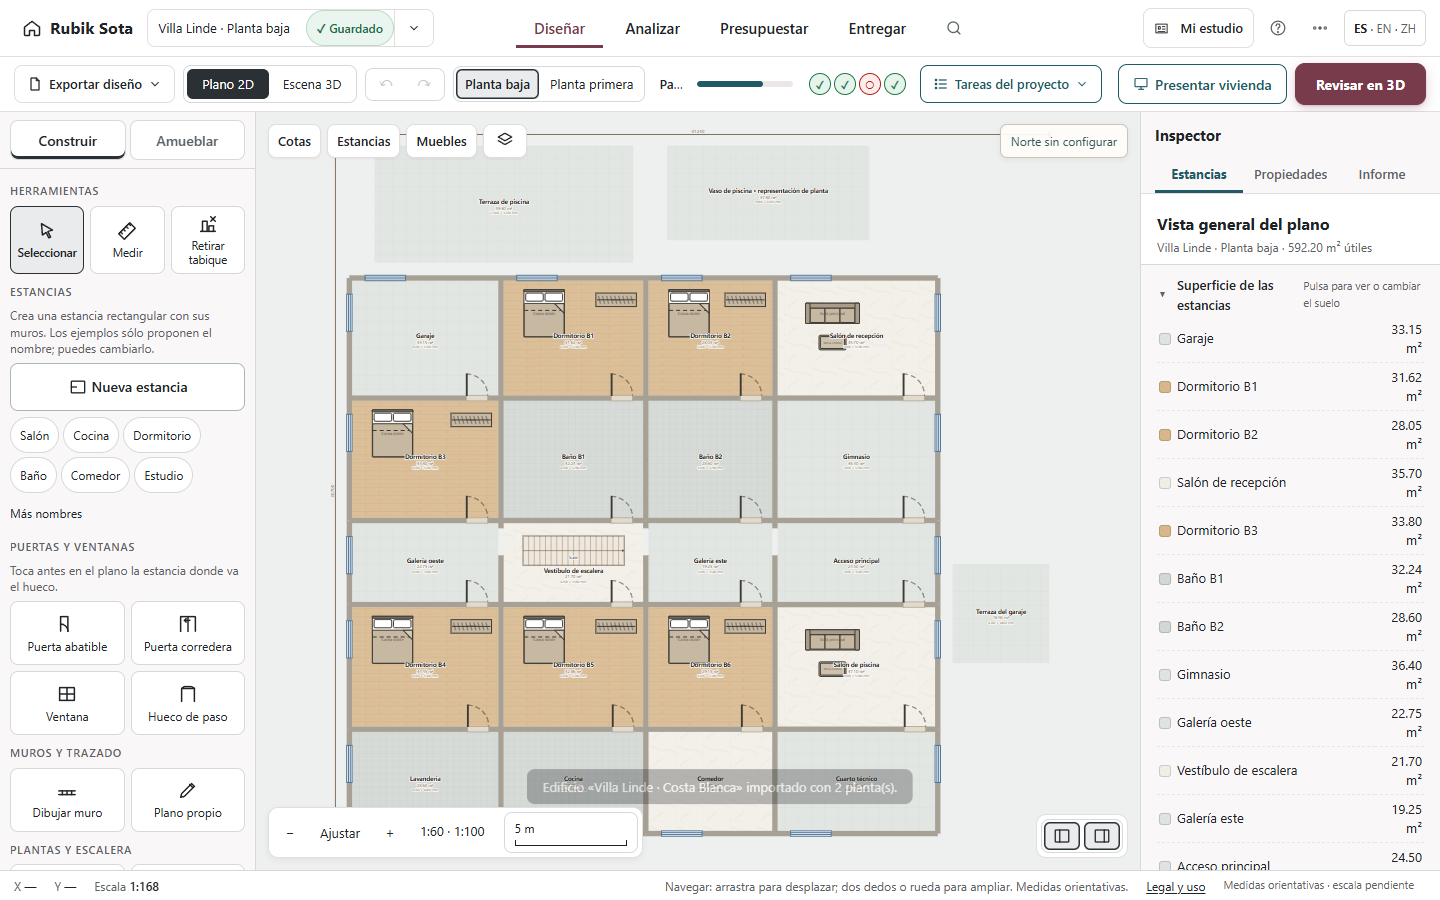 Rubik Sota
Villa Linde · Planta baja
✓ Guardado
Diseñar
Analizar
Presupuestar
Entregar
Mi estudio
ES · EN · ZH
Exportar diseño
Plano 2D
Escena 3D
Planta baja
Planta primera
Pa...
Tareas del proyecto
Presentar vivienda
Revisar en 3D
Construir
Amueblar
HERRAMIENTAS
Seleccionar
Medir
Retirar
tabique
ESTANCIAS
Crea una estancia rectangular con sus
muros. Los ejemplos sólo proponen el
nombre; puedes cambiarlo.
Nueva estancia
Salón
Cocina
Dormitorio
Baño
Comedor
Estudio
Más nombres
PUERTAS Y VENTANAS
Toca antes en el plano la estancia donde va
el hueco.
Puerta abatible
Puerta corredera
Ventana
Hueco de paso
MUROS Y TRAZADO
Dibujar muro
Plano propio
PLANTAS Y ESCALERA
Cotas
Estancias
Muebles
Norte sin configurar
Terraza de piscina
Vaso de piscina • representación de planta
Garaje
Dormitorio B1
Dormitorio B2
Salón de recepción
Dormitorio B3
Baño B1
Baño B2
Gimnasio
Galería oeste
Vestíbulo de escalera
Galería este
Acceso principal
Terraza del garaje
Dormitorio B4
Dormitorio B5
Dormitorio B6
Salón de piscina
Lavandería
Cocina
Comedor
Cuarto técnico
Edificio «Villa Linde · Costa Blanca» importado con 2 planta(s).
− Ajustar +
1:60 · 1:100
5 m
Inspector
Estancias
Propiedades
Informe
Vista general del plano
Villa Linde · Planta baja · 592.20 m² útiles
Superficie de las
estancias
Pulsa para ver o cambiar
el suelo
Garaje
33.15
m²
Dormitorio B1
31.62
m²
Dormitorio B2
28.05
m²
Salón de recepción
35.70
m²
Dormitorio B3
33.80
m²
Baño B1
32.24
m²
Baño B2
28.60
m²
Gimnasio
36.40
m²
Galería oeste
22.75
m²
Vestíbulo de escalera
21.70
m²
Galería este
19.25
m²
Acceso principal
24.50
X —
Y —
Escala 1:168
Navegar: arrastra para desplazar; dos dedos o rueda para ampliar. Medidas orientativas.
Legal y uso
Medidas orientativas · escala pendiente